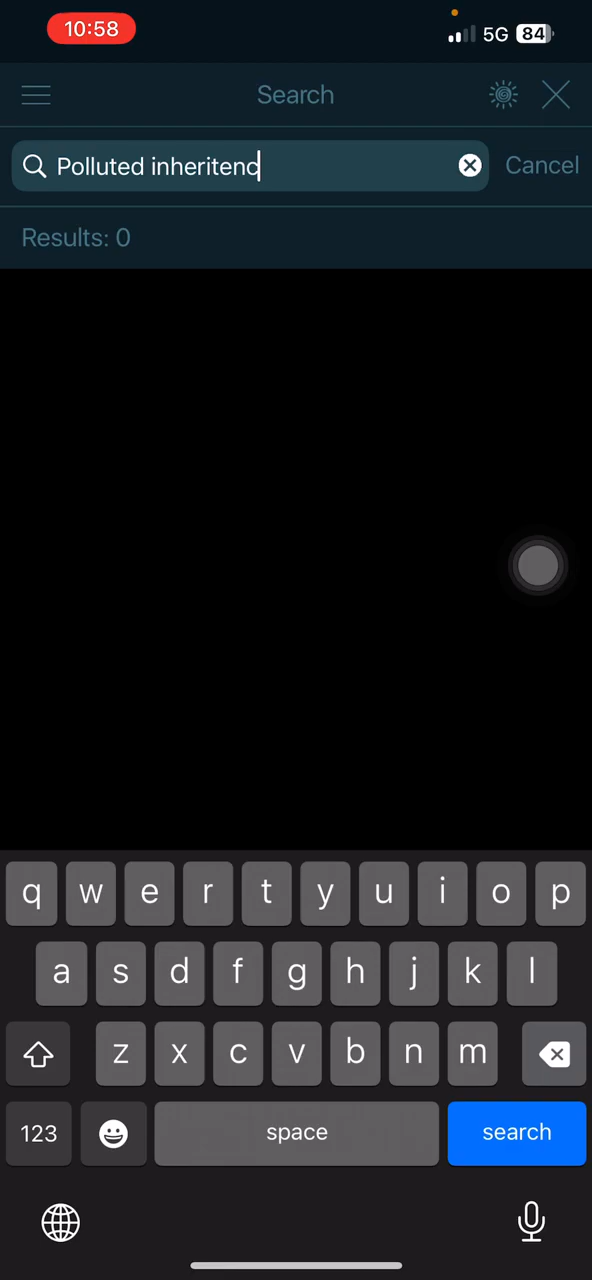 10:58
5G 84
Search
Polluted inheritenc
Cancel
Results: 0
q w e r t y u i o p
a s d f g h j k l
z x c v b n m
123 space search